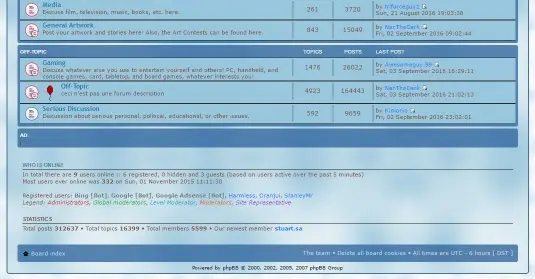 Media
Discuss film, television, music, books, etc. here.
261 3720
Sun, 21 August 2016 19:03:38
General Artwork
Post your artwork and stories here! Also, the Art Contests can be found here.
843 15049
by NarTheDark
Fri, 02 September 2016 09:02:44
OFF-TOPIC TOPICS POSTS LAST POST
Gaming
Discuss whatever else you use to entertain yourself and others! PC, handheld, and
console games, card, tabletop, and board games, whatever interests you!
1476 26022
by Awesomeguy 99
Sat, 03 September 2016 16:29:11
Off-Topic
ceci n'est pas une forum description
4923 164443
by NarTheDark
Sat, 03 September 2016 21:02:12
Serious Discussion
Discussion about serious personal, political, educational, or other issues.
592 9659
by Kimonio
Fri, 02 September 2016 23:02:01
AD
WHO IS ONLINE
In total there are 9 users online :: 6 registered, 0 hidden and 3 guests (based on users active over the past 5 minutes)
Most users ever online was 332 on Sun, 01 November 2015 11:11:30
Registered users: Bing [Bot], Google [Bot], Google Adsense [Bot], Harmless, Oranjui, StanleyM/
Legend: Administrators, Global moderators, Level Moderator, Moderators, Site Representative
STATISTICS
Total posts 312637 • Total topics 16399 • Total members 5599 • Our newest member stuart.sa
Board index The team • Delete all board cookies • All times are UTC - 6 hours [ DST ]
Powered by phpBB © 2000, 2002, 2005, 2007 phpBB Group